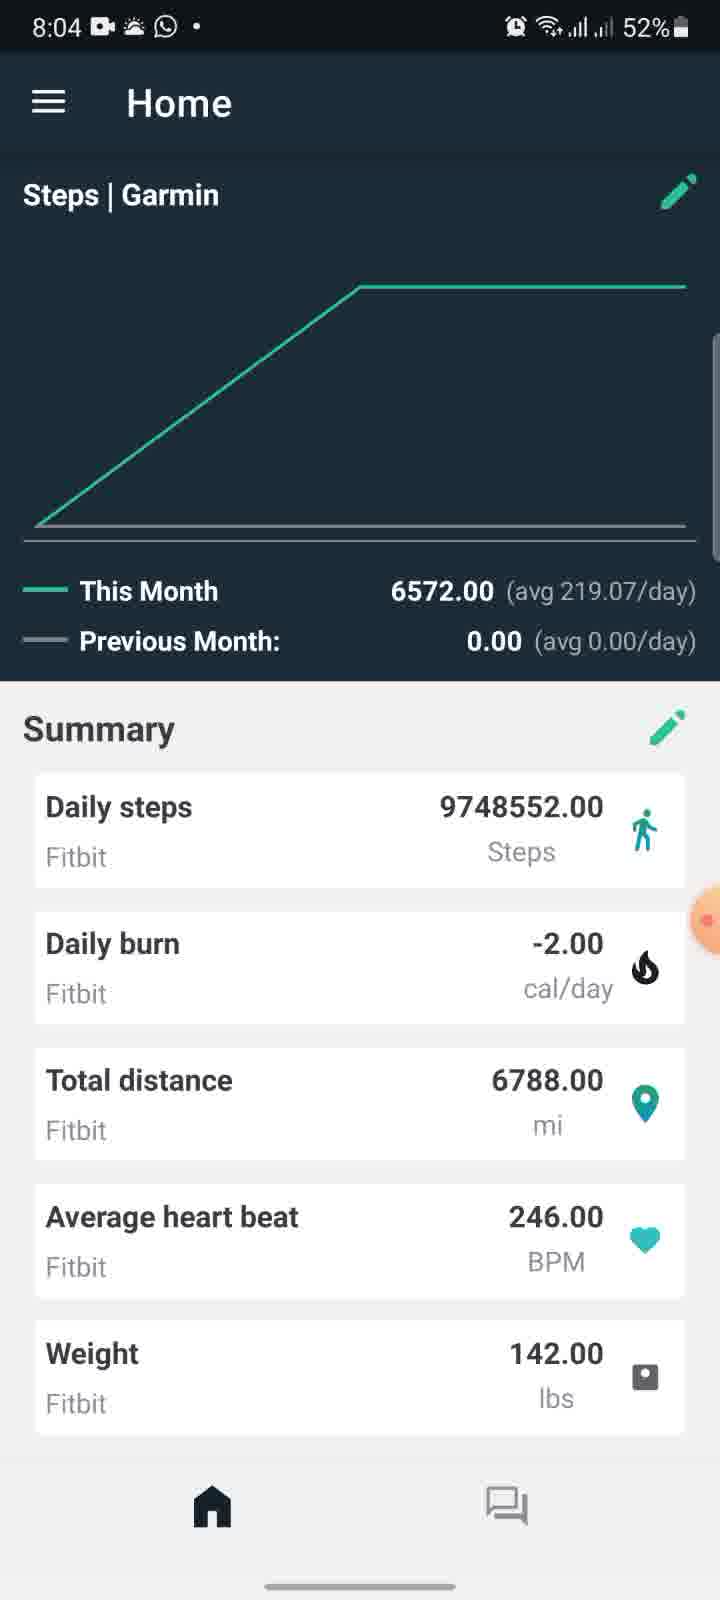 8:04 52%
Home
Steps | Garmin
This Month 6572.00 (avg 219.07/day)
Previous Month: 0.00 (avg 0.00/day)
Summary
Daily steps 9748552.00
Fitbit Steps
Daily burn -2.00
Fitbit cal/day
Total distance 6788.00
Fitbit mi
Average heart beat 246.00
Fitbit BPM
Weight 142.00
Fitbit lbs